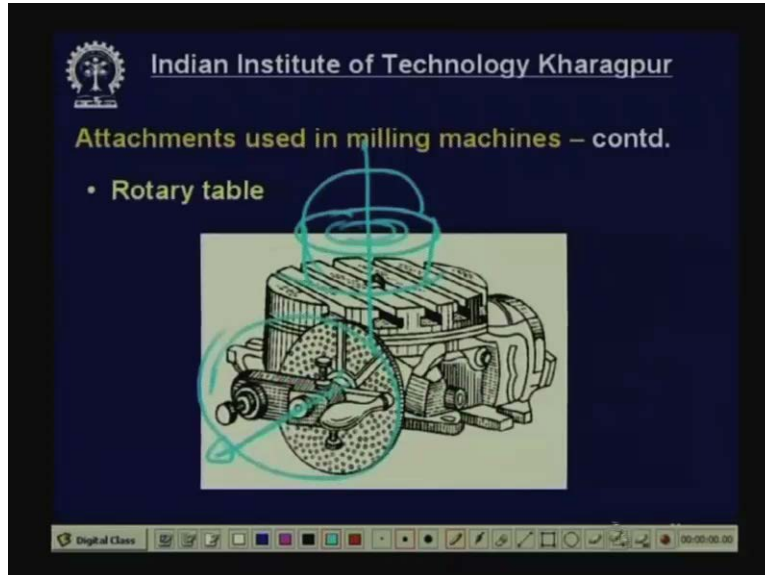 Indian Institute of Technology Kharagpur
Attachments used in milling machines – contd.
• Rotary table
Digital Class
00:00:00.00